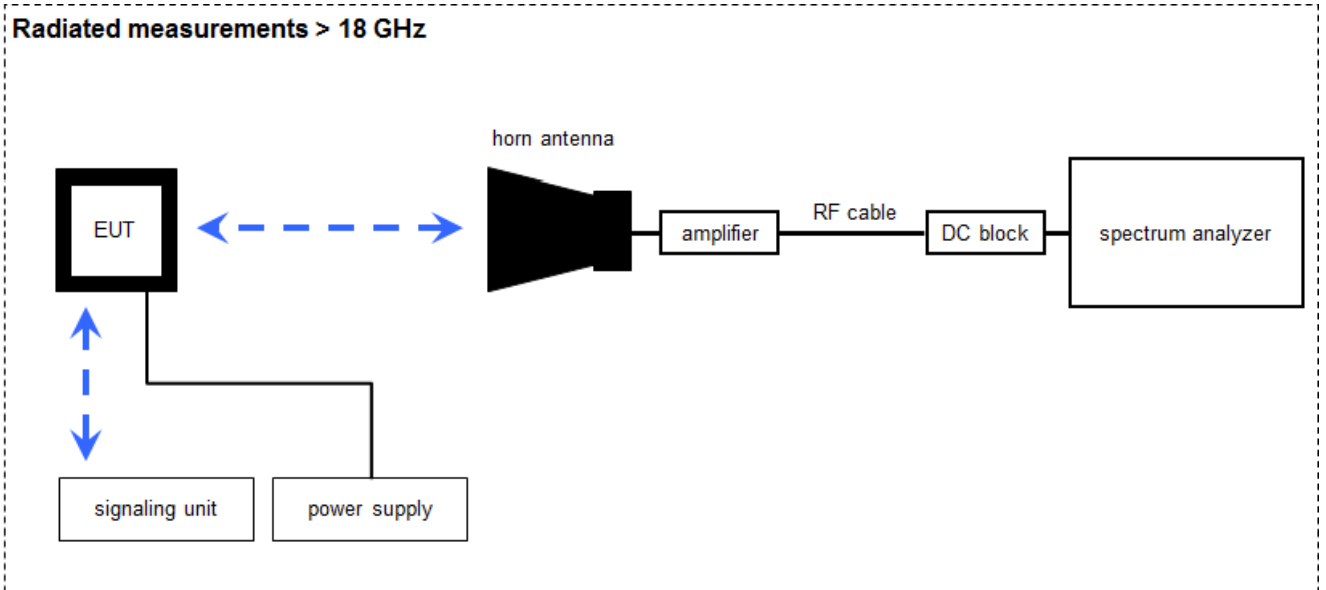 Radiated measurements > 18 GHz
horn antenna
EUT
amplifier
RF cable
DC block
spectrum analyzer
signaling unit
power supply